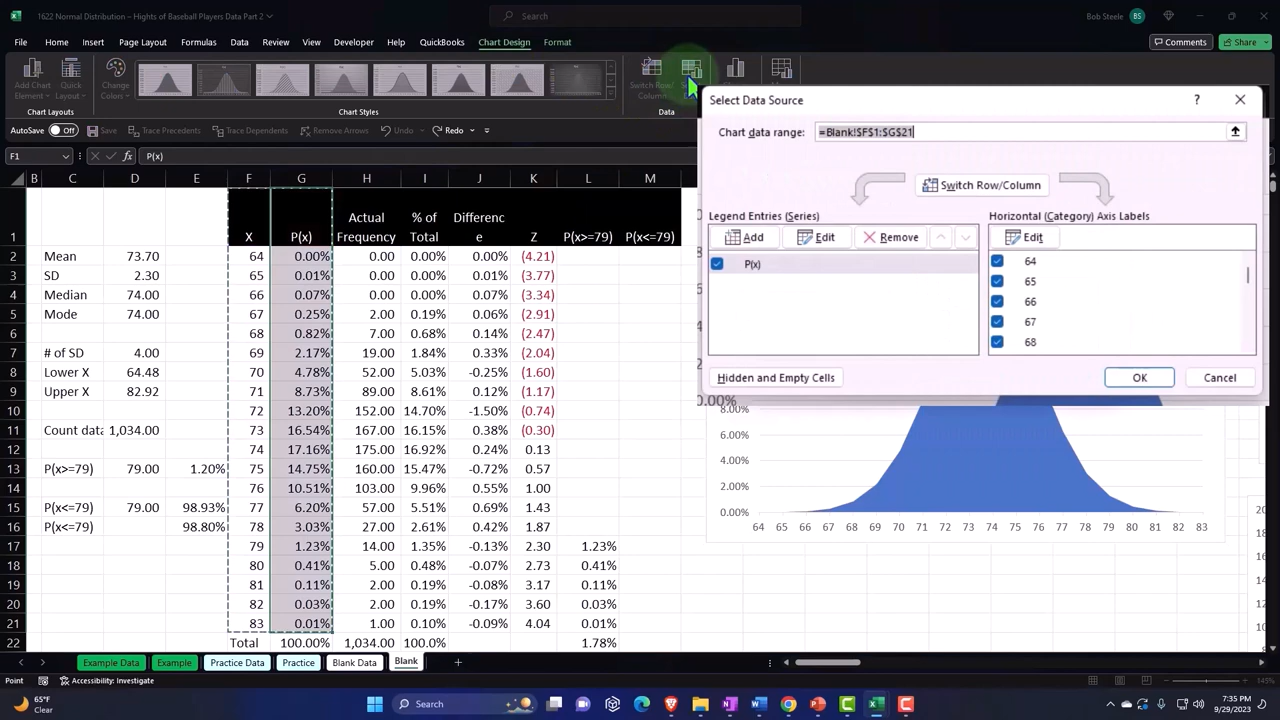 1622 Normal Distribution – Hights of Baseball Players Data Part 2
Search
Bob Steele BS
File Home Insert Page Layout Formulas Data Review View Developer Help QuickBooks Chart Design Format
Comments Share
Add Chart Element Quick Layout Change Colors Switch Row/ Column
Chart Layouts Chart Styles Data
AutoSave Off Save Undo Trace Precedents Trace Dependents Remove Arrows Redo
F1 fx P(x)
B C D E F G H I J K L M
1 X P(x) Actual Frequency % of Total Differenc e Z P(x>=79) P(x<=79)
2 Mean 73.70 64 0.00% 0.00 0.00% 0.00% (4.21)
3 SD 2.30 65 0.01% 0.00 0.00% 0.01% (3.77)
4 Median 74.00 66 0.07% 0.00 0.00% 0.07% (3.34)
5 Mode 74.00 67 0.25% 2.00 0.19% 0.06% (2.91)
6 68 0.82% 7.00 0.68% 0.14% (2.47)
7 # of SD 4.00 69 2.17% 19.00 1.84% 0.33% (2.04)
8 Lower X 64.48 70 4.78% 52.00 5.03% -0.25% (1.60)
9 Upper X 82.92 71 8.73% 89.00 8.61% 0.12% (1.17)
10 72 13.20% 152.00 14.70% -1.50% (0.74)
11 Count data 1,034.00 73 16.54% 167.00 16.15% 0.38% (0.30)
12 74 17.16% 175.00 16.92% 0.24% 0.13
13 P(x>=79) 79.00 1.20% 75 14.75% 160.00 15.47% -0.72% 0.57
14 76 10.51% 103.00 9.96% 0.55% 1.00
15 P(x<=79) 79.00 98.93% 77 6.20% 57.00 5.51% 0.69% 1.43
16 P(x<=79) 98.80% 78 3.03% 27.00 2.61% 0.42% 1.87
17 79 1.23% 14.00 1.35% -0.13% 2.30 1.23%
18 80 0.41% 5.00 0.48% -0.07% 2.73 0.41%
19 81 0.11% 2.00 0.19% -0.08% 3.17 0.11%
20 82 0.03% 2.00 0.19% -0.17% 3.60 0.03%
21 83 0.01% 1.00 0.10% -0.09% 4.04 0.01%
22 Total 100.00% 1,034.00 100.0% 1.78%
Select Data Source ?
Chart data range: =Blank!$F$1:$G$21
Switch Row/Column
Legend Entries (Series) Horizontal (Category) Axis Labels
Add Edit Remove Edit
P(x) 64
65
66
67
68
Hidden and Empty Cells OK Cancel
8.00%
6.00%
4.00%
2.00%
0.00%
64 65 66 67 68 69 70 71 72 73 74 75 76 77 78 79 80 81 82 83
Example Data Example Practice Data Practice Blank Data Blank
Point Accessibility: Investigate 145%
65°F
Clear
Search
7:35 PM
9/29/2023